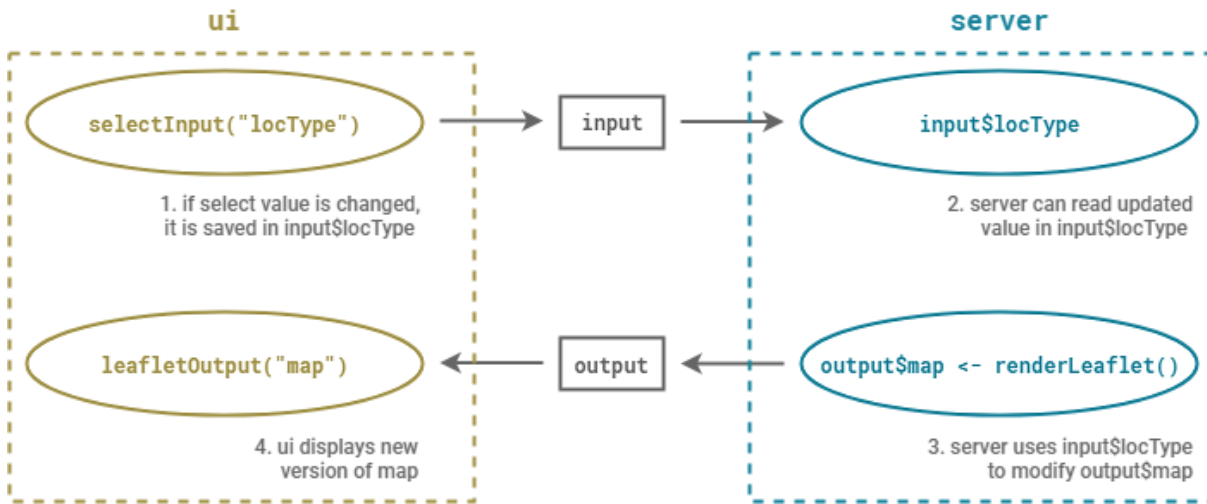 ui
server
selectInput("locType")
input
input$locType
1. if select value is changed,
it is saved in input$locType
2. server can read updated
value in input$locType
leafletOutput("map")
output
output$map <- renderLeaflet()
4. ui displays new
version of map
3. server uses input$locType
to modify output$map